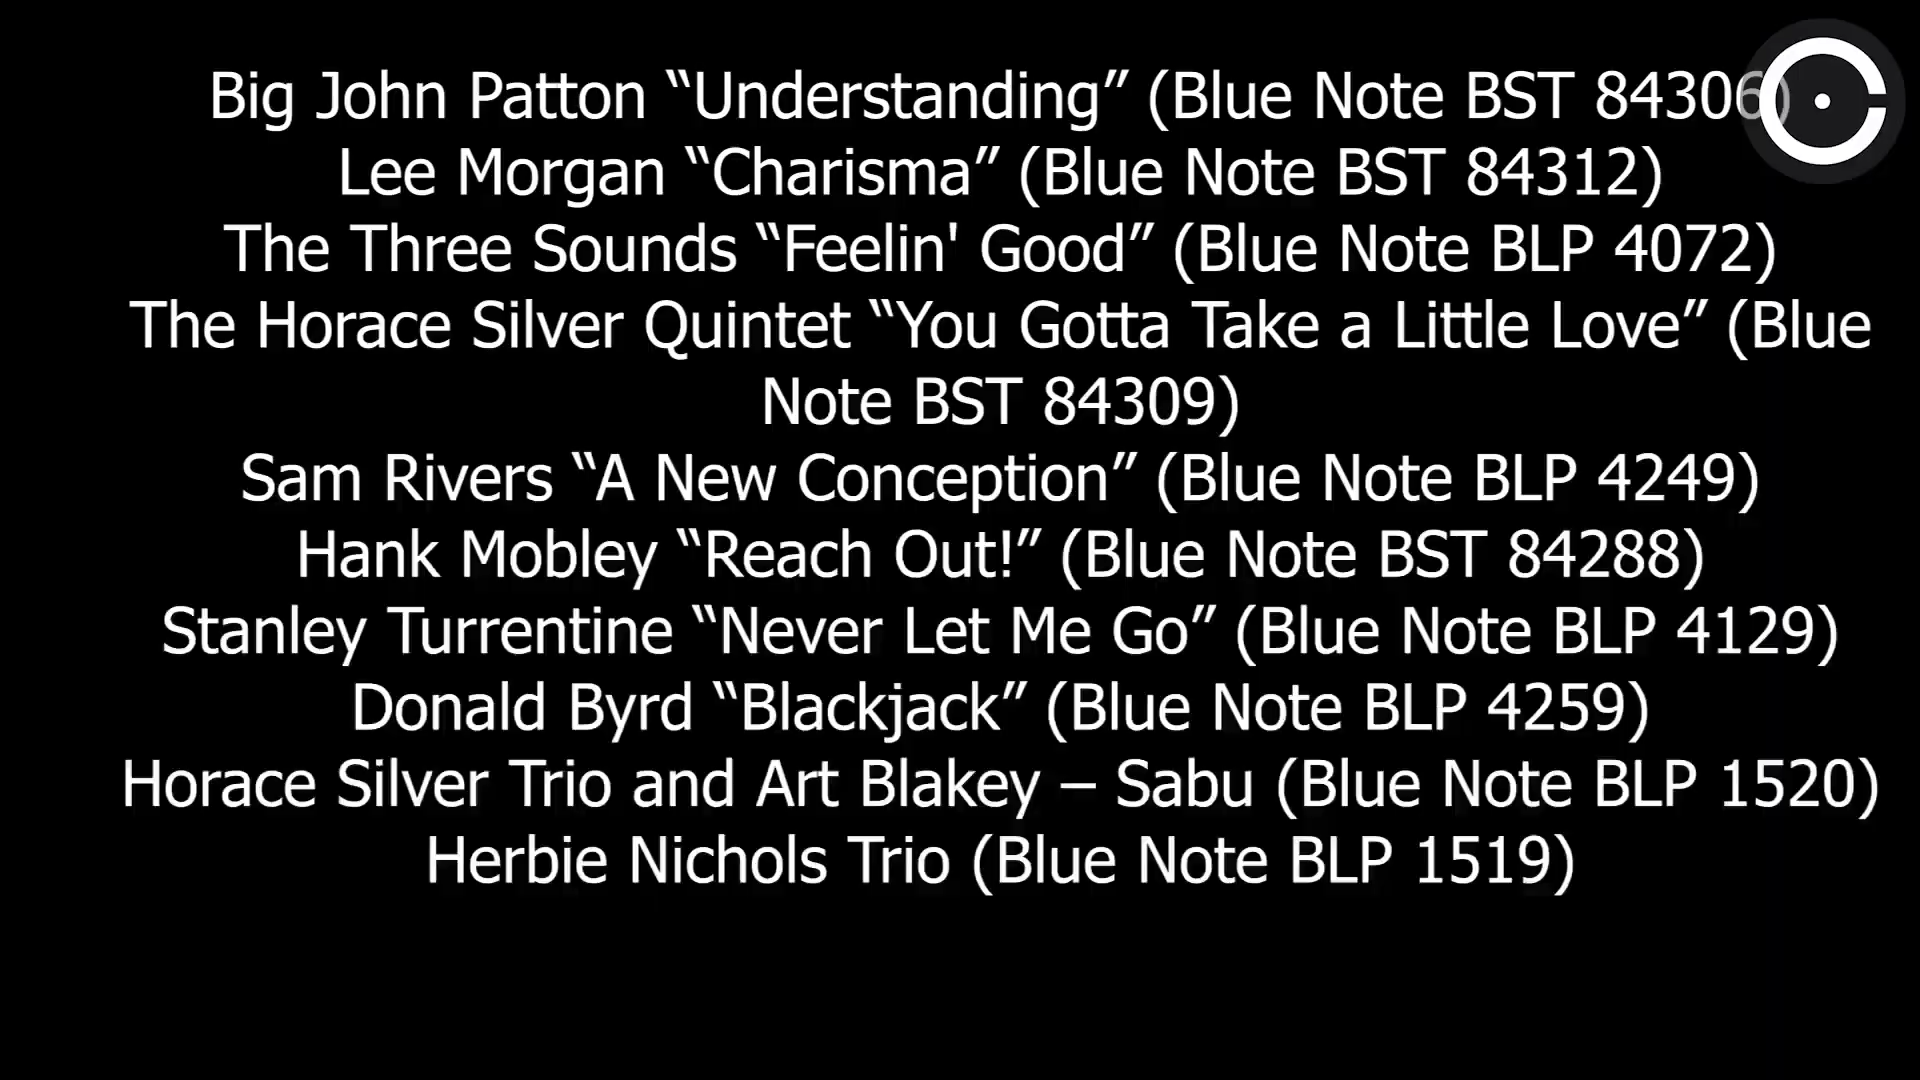 Big John Patton “Understanding” (Blue Note BST 84306)
Lee Morgan “Charisma” (Blue Note BST 84312)
The Three Sounds “Feelin' Good” (Blue Note BLP 4072)
The Horace Silver Quintet “You Gotta Take a Little Love” (Blue
Note BST 84309)
Sam Rivers “A New Conception” (Blue Note BLP 4249)
Hank Mobley “Reach Out!” (Blue Note BST 84288)
Stanley Turrentine “Never Let Me Go” (Blue Note BLP 4129)
Donald Byrd “Blackjack” (Blue Note BLP 4259)
Horace Silver Trio and Art Blakey – Sabu (Blue Note BLP 1520)
Herbie Nichols Trio (Blue Note BLP 1519)